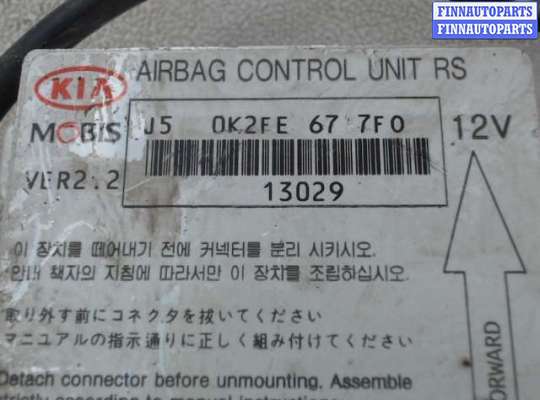 FINNAUTOPARTS
FINNAUTOPARTS
KIA AIRBAG CONTROL UNIT RS
MOBIS J5 0K2FE 67 7F0 12V
VER2.2 13029
이 장치를 떼어내기 전에 커넥터를 분리 시키시오.
안내 책자의 지침에 따라서만 이 장치를 조립하십시오.
取り外す前にコネクタを抜いてください
マニュアルの指示通りに正しく組み付けてください
Detach connector before unmounting. Assemble
strictly according to manual instructions.
FORWARD